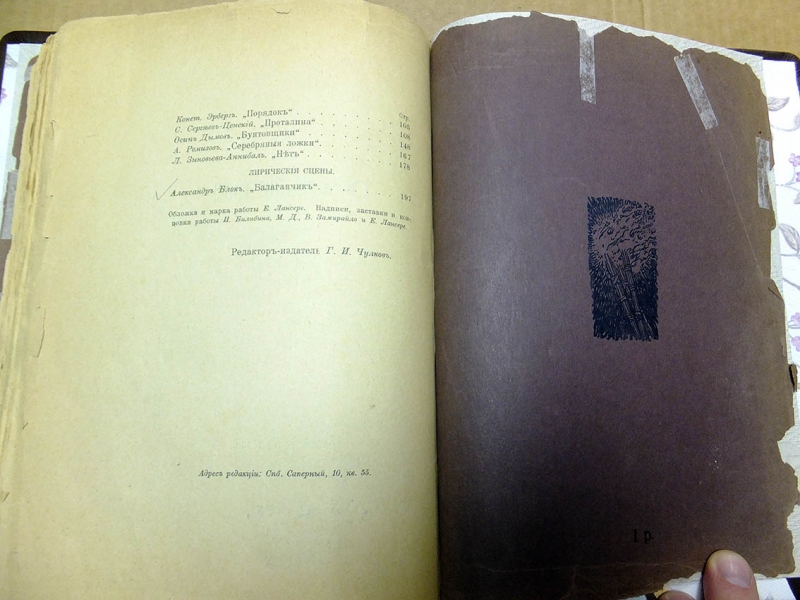 Стр.
Конст. Эрбергъ. „Порядокъ“ . . . . . . . . 103
С. Сергѣевъ-Ценскій. „Проталина“ . . . . . . . 108
Осипъ Дымовъ. „Бунтовщики“ . . . . . . . . 148
А. Ремизовъ. „Серебряныя ложки“ . . . . . . . 167
Л. Зиновьева-Аннибалъ. „Нѣтъ“ . . . . . . . 178
ЛИРИЧЕСКІЯ СЦЕНЫ.
Александръ Блокъ. „Балаганчикъ“ . . . . . . . 197
Обложка и марка работы Е. Лансере. Надписи, заставки и кон-
цовки работы И. Билибина, М. Д., В. Замирайло и Е. Лансере.
Редакторъ-издатель Г. И. Чулковъ.
Адресъ редакціи: Спб. Саперный, 10, кв. 55.
1 р.